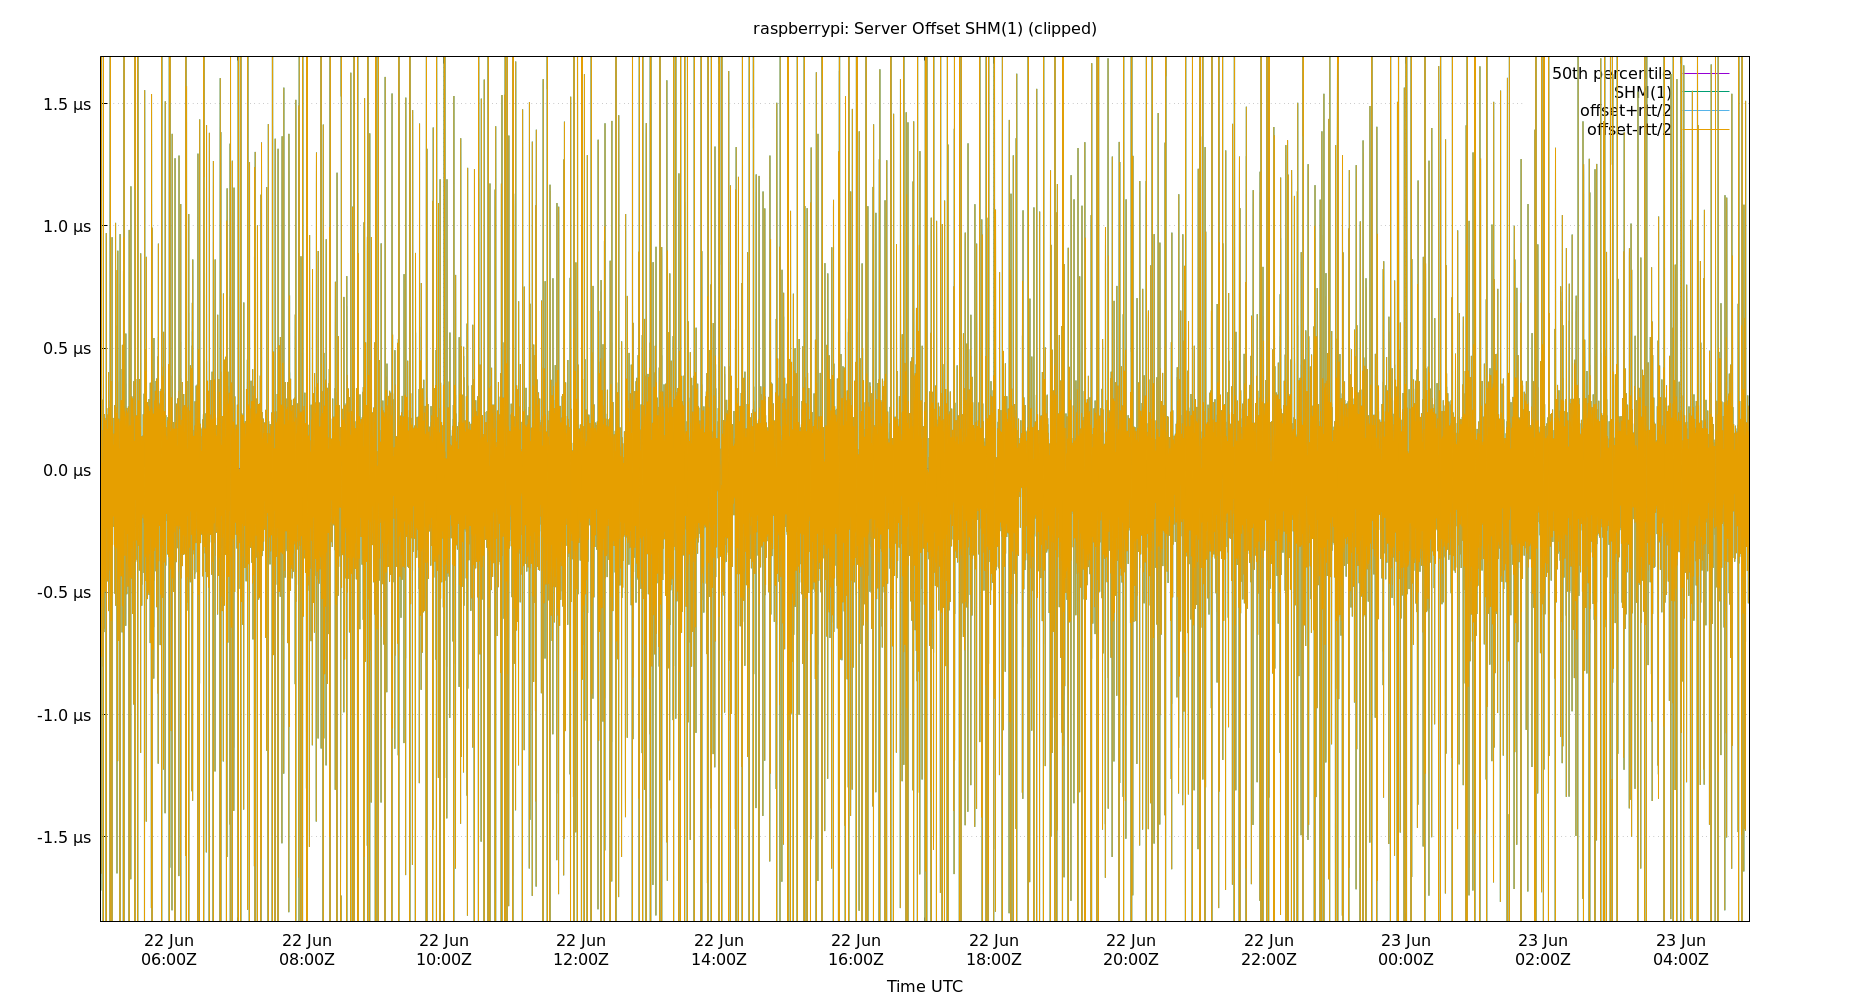 raspberrypi: Server Offset SHM(1) (clipped)
50th percentile
SHM(1)
offset+rtt/2
offset-rtt/2
1.5 µs
1.0 µs
0.5 µs
0.0 µs
-0.5 µs
-1.0 µs
-1.5 µs
22 Jun 22 Jun 22 Jun 22 Jun 22 Jun 22 Jun 22 Jun 22 Jun 22 Jun 23 Jun 23 Jun 23 Jun
06:00Z 08:00Z 10:00Z 12:00Z 14:00Z 16:00Z 18:00Z 20:00Z 22:00Z 00:00Z 02:00Z 04:00Z
Time UTC